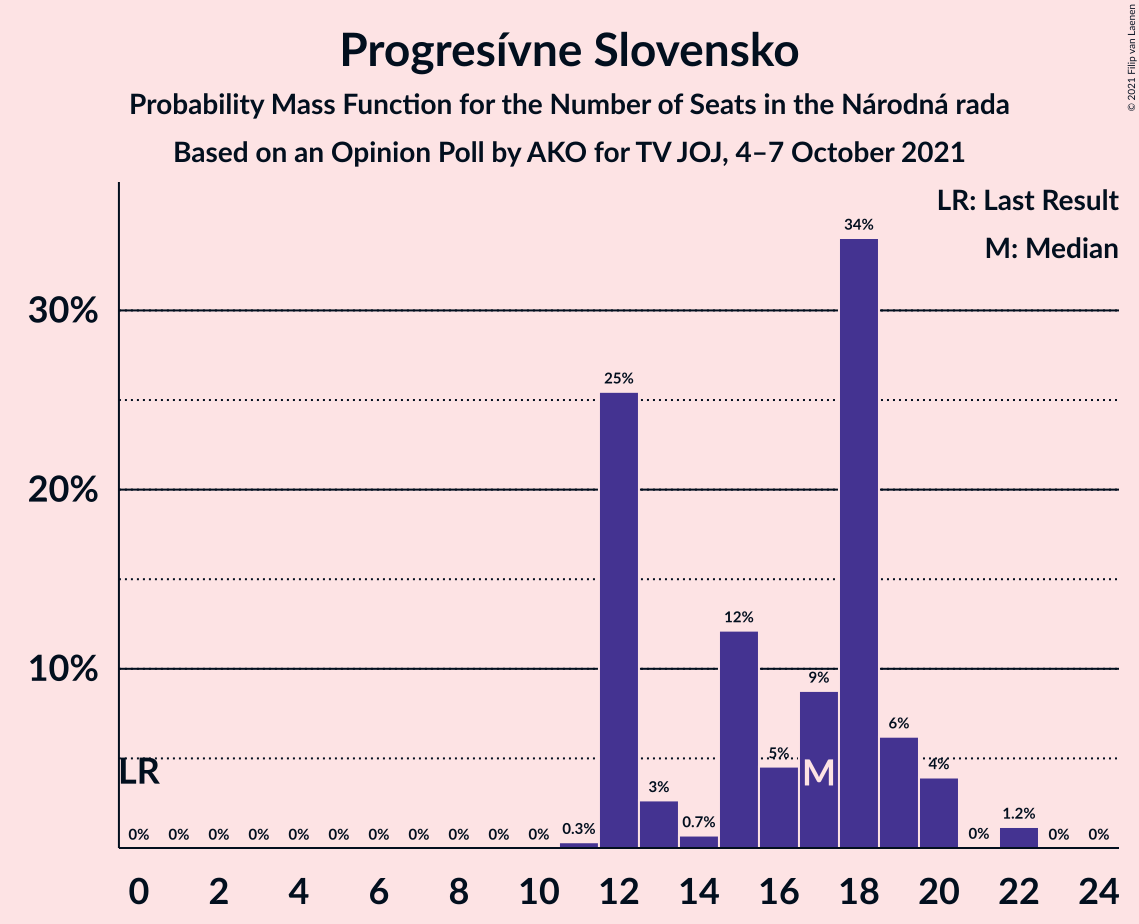 Progresívne Slovensko
Probability Mass Function for the Number of Seats in the Národná rada
Based on an Opinion Poll by AKO for TV JOJ, 4–7 October 2021
© 2021 Filip van Laenen
LR: Last Result
M: Median
34%
30%
25%
20%
12%
10%
9%
6%
5%
4%
3%
1.2%
0.7%
0.3%
LR
M
0% 0% 0% 0% 0% 0% 0% 0% 0% 0% 0% 0% 0% 0%
0 2 4 6 8 10 12 14 16 18 20 22 24